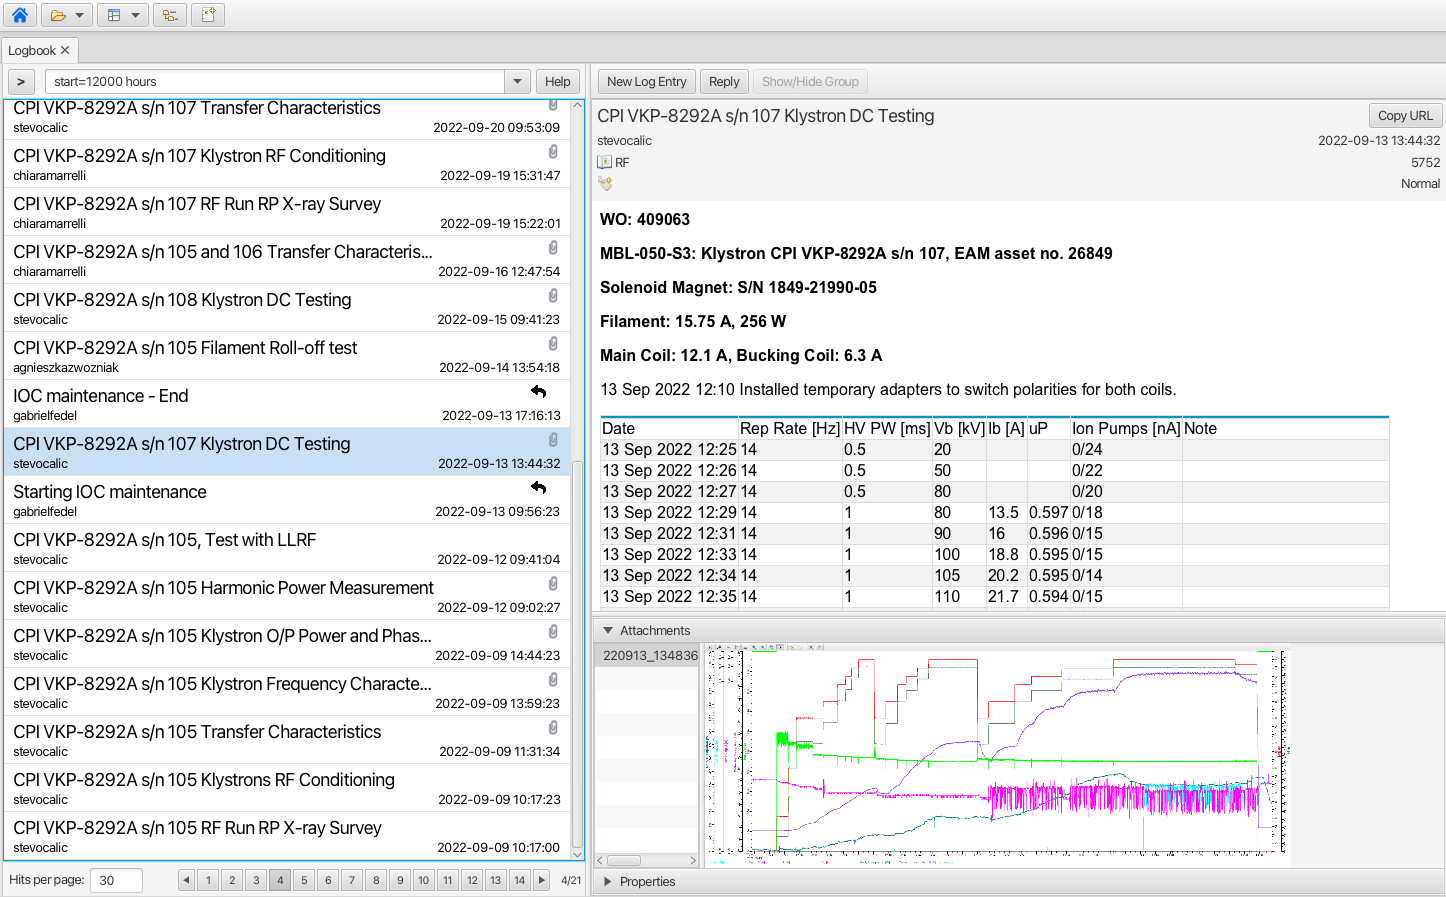 Logbook
>
start=12000 hours
Help
CPI VKP-8292A s/n 107 Transfer Characteristics
stevocalic 2022-09-20 09:53:09
CPI VKP-8292A s/n 107 Klystron RF Conditioning
chiaramarrelli 2022-09-19 15:31:47
CPI VKP-8292A s/n 107 RF Run RP X-ray Survey
chiaramarrelli 2022-09-19 15:22:01
CPI VKP-8292A s/n 105 and 106 Transfer Characteris...
chiaramarrelli 2022-09-16 12:47:54
CPI VKP-8292A s/n 108 Klystron DC Testing
stevocalic 2022-09-15 09:41:23
CPI VKP-8292A s/n 105 Filament Roll-off test
agnieszkazwozniak 2022-09-14 13:54:18
IOC maintenance - End
gabrielfedel 2022-09-13 17:16:13
CPI VKP-8292A s/n 107 Klystron DC Testing
stevocalic 2022-09-13 13:44:32
Starting IOC maintenance
gabrielfedel 2022-09-13 09:56:23
CPI VKP-8292A s/n 105, Test with LLRF
stevocalic 2022-09-12 09:41:04
CPI VKP-8292A s/n 105 Harmonic Power Measurement
stevocalic 2022-09-12 09:02:27
CPI VKP-8292A s/n 105 Klystron O/P Power and Phas...
stevocalic 2022-09-09 14:44:23
CPI VKP-8292A s/n 105 Klystron Frequency Characte...
stevocalic 2022-09-09 13:59:23
CPI VKP-8292A s/n 105 Transfer Characteristics
stevocalic 2022-09-09 11:31:34
CPI VKP-8292A s/n 105 Klystrons RF Conditioning
stevocalic 2022-09-09 10:17:23
CPI VKP-8292A s/n 105 RF Run RP X-ray Survey
stevocalic 2022-09-09 10:17:00
Hits per page: 30 1 2 3 4 5 6 7 8 9 10 11 12 13 14 4/21
New Log Entry Reply Show/Hide Group
CPI VKP-8292A s/n 107 Klystron DC Testing Copy URL
stevocalic 2022-09-13 13:44:32
RF 5752
Normal
WO: 409063
MBL-050-S3: Klystron CPI VKP-8292A s/n 107, EAM asset no. 26849
Solenoid Magnet: S/N 1849-21990-05
Filament: 15.75 A, 256 W
Main Coil: 12.1 A, Bucking Coil: 6.3 A
13 Sep 2022 12:10 Installed temporary adapters to switch polarities for both coils.
Date Rep Rate [Hz] HV PW [ms] Vb [kV] Ib [A] uP Ion Pumps [nA] Note
13 Sep 2022 12:25 14 0.5 20 0/24
13 Sep 2022 12:26 14 0.5 50 0/22
13 Sep 2022 12:27 14 0.5 80 0/20
13 Sep 2022 12:29 14 1 80 13.5 0.597 0/18
13 Sep 2022 12:31 14 1 90 16 0.596 0/15
13 Sep 2022 12:33 14 1 100 18.8 0.595 0/15
13 Sep 2022 12:34 14 1 105 20.2 0.595 0/14
13 Sep 2022 12:35 14 1 110 21.7 0.594 0/15
Attachments
220913_134836
Properties